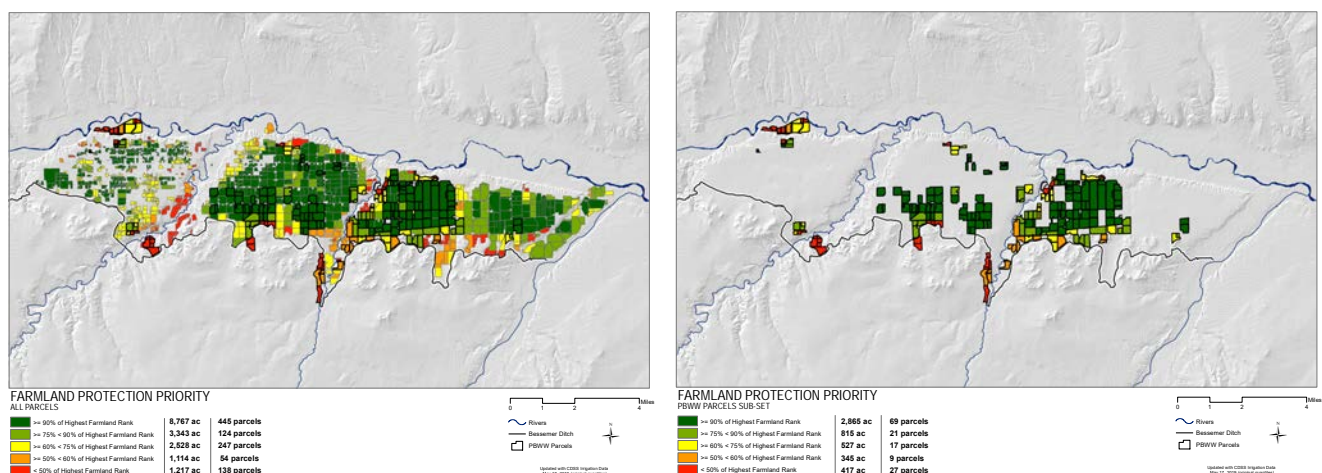 FARMLAND PROTECTION PRIORITY
ALL PARCELS
>= 90% of Highest Farmland Rank 8,767 ac 445 parcels
>= 75% < 90% of Highest Farmland Rank 3,343 ac 124 parcels
>= 60% < 75% of Highest Farmland Rank 2,528 ac 247 parcels
>= 50% < 60% of Highest Farmland Rank 1,114 ac 54 parcels
< 50% of Highest Farmland Rank 1,217 ac 138 parcels
0 1 2 4 Miles
Rivers
Bessemer Ditch
PBWW Parcels
N
Updated with CDSS Irrigation Data
FARMLAND PROTECTION PRIORITY
PBWW PARCELS SUB-SET
>= 90% of Highest Farmland Rank 2,865 ac 69 parcels
>= 75% < 90% of Highest Farmland Rank 815 ac 21 parcels
>= 60% < 75% of Highest Farmland Rank 527 ac 17 parcels
>= 50% < 60% of Highest Farmland Rank 345 ac 9 parcels
< 50% of Highest Farmland Rank 417 ac 27 parcels
0 1 2 4 Miles
Rivers
Bessemer Ditch
PBWW Parcels
N
Updated with CDSS Irrigation Data